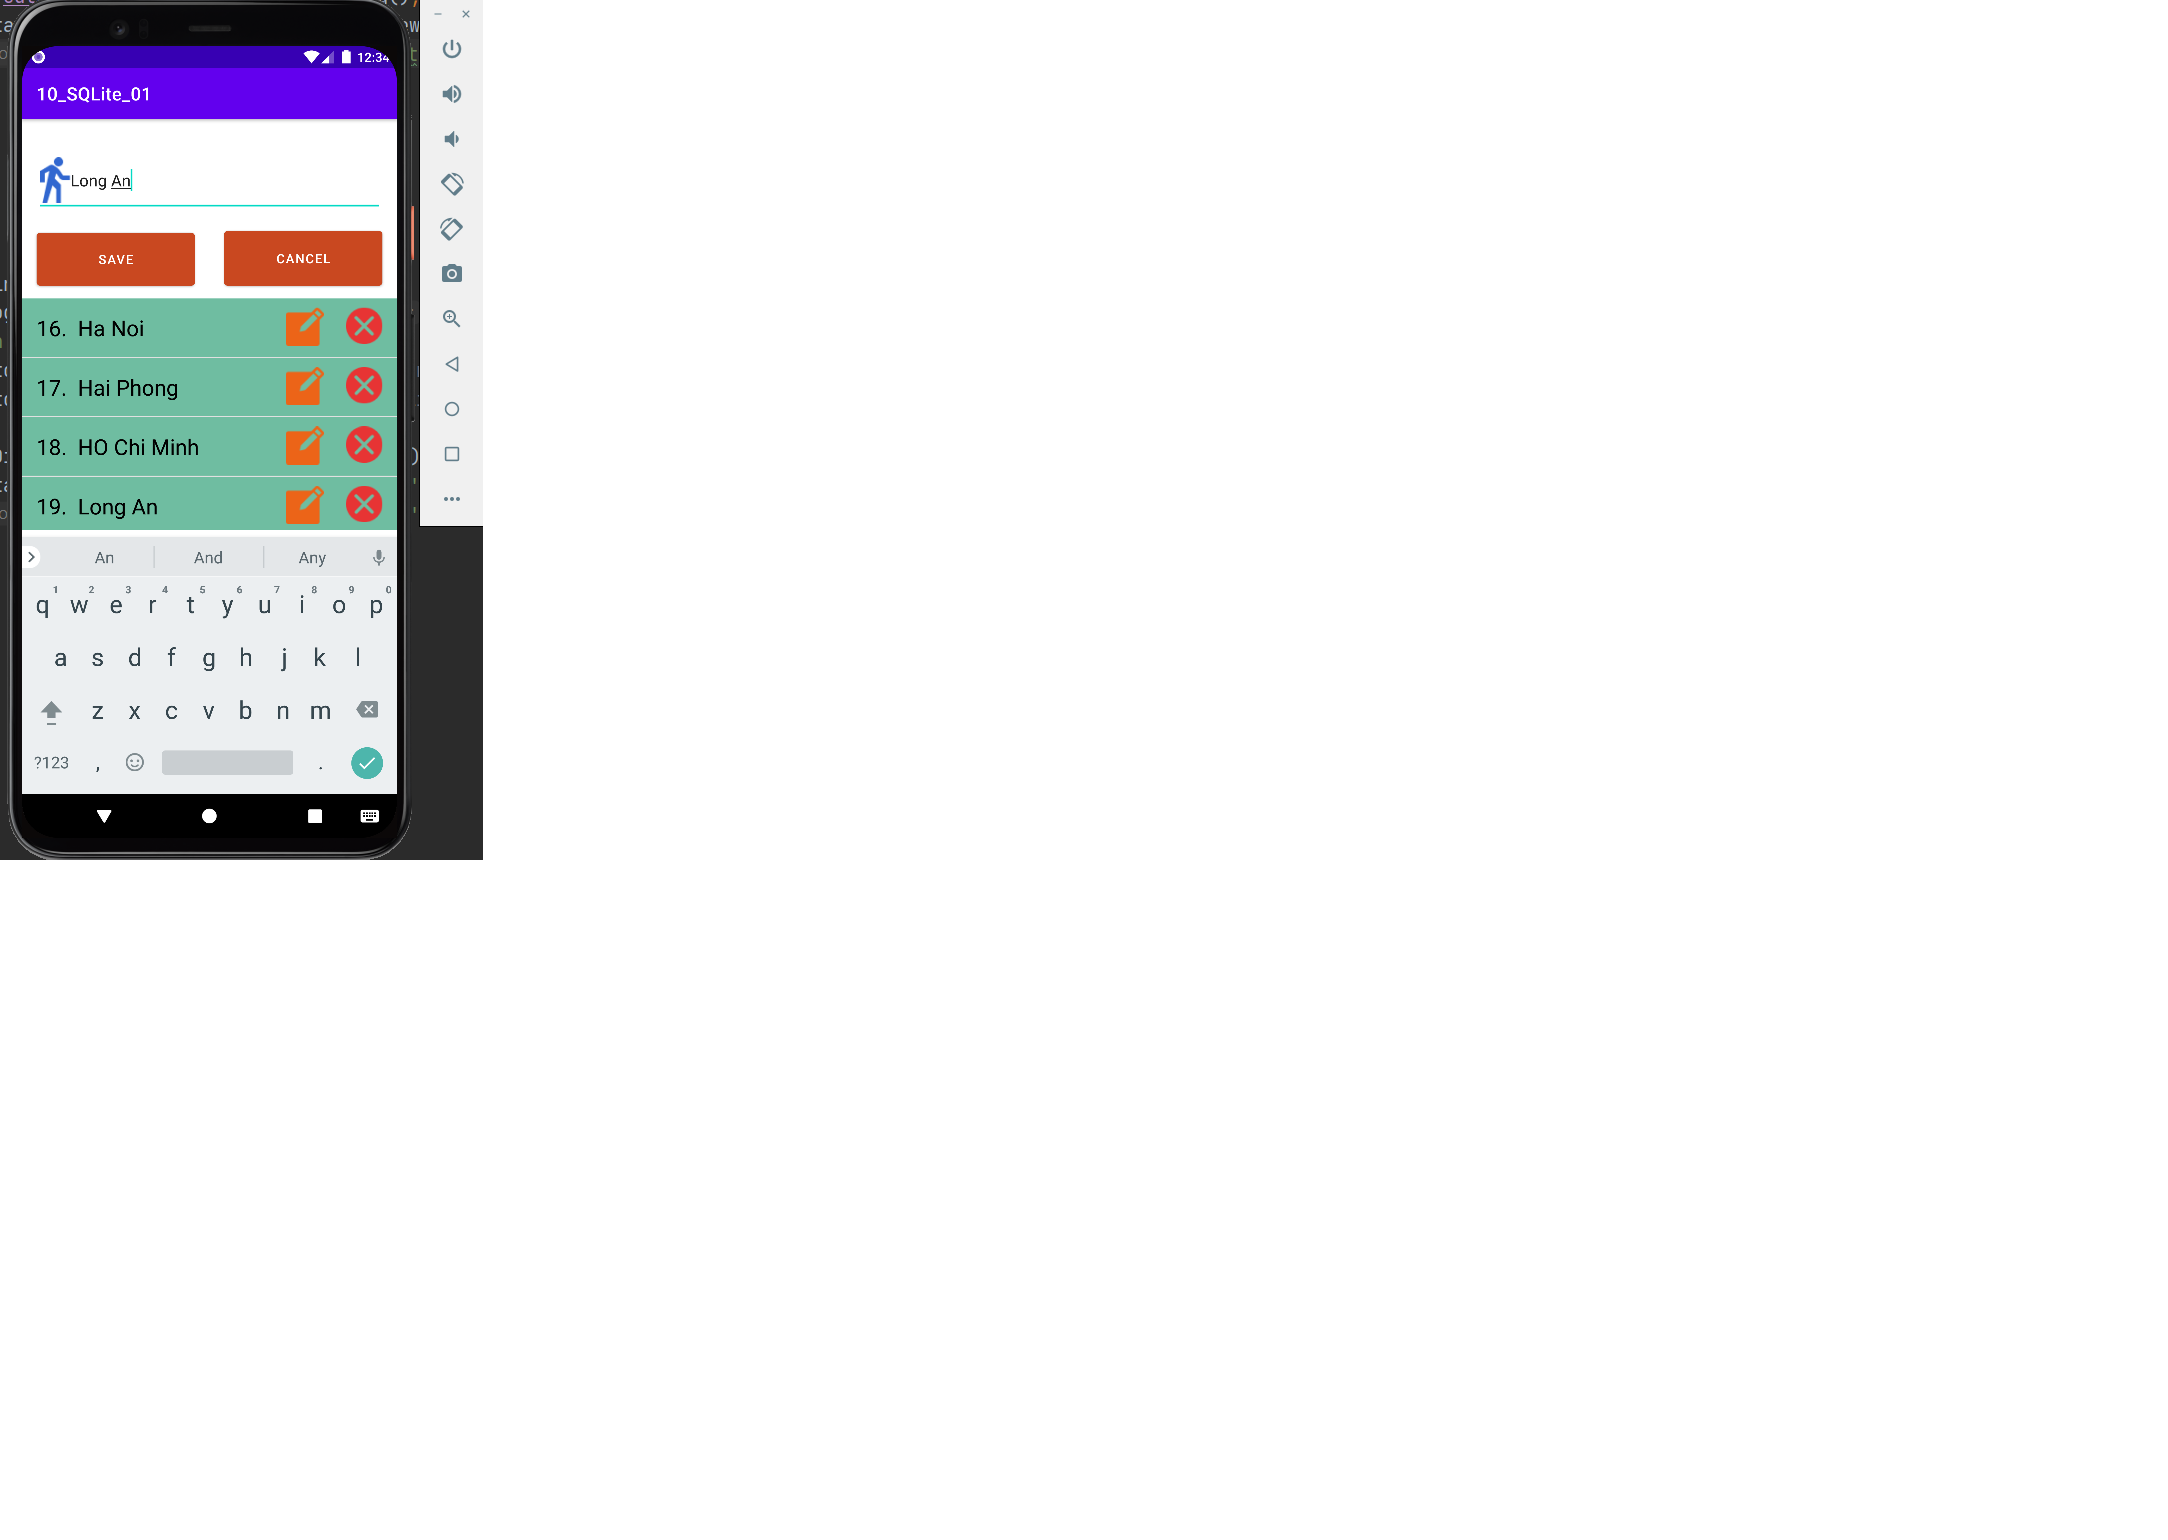 12:34
10_SQLite_01
Long An
SAVE CANCEL
16. Ha Noi
17. Hai Phong
18. HO Chi Minh
19. Long An
An And Any
1 2 3 4 5 6 7 8 9 0
q w e r t y u i o p
a s d f g h j k l
z x c v b n m
?123 , .